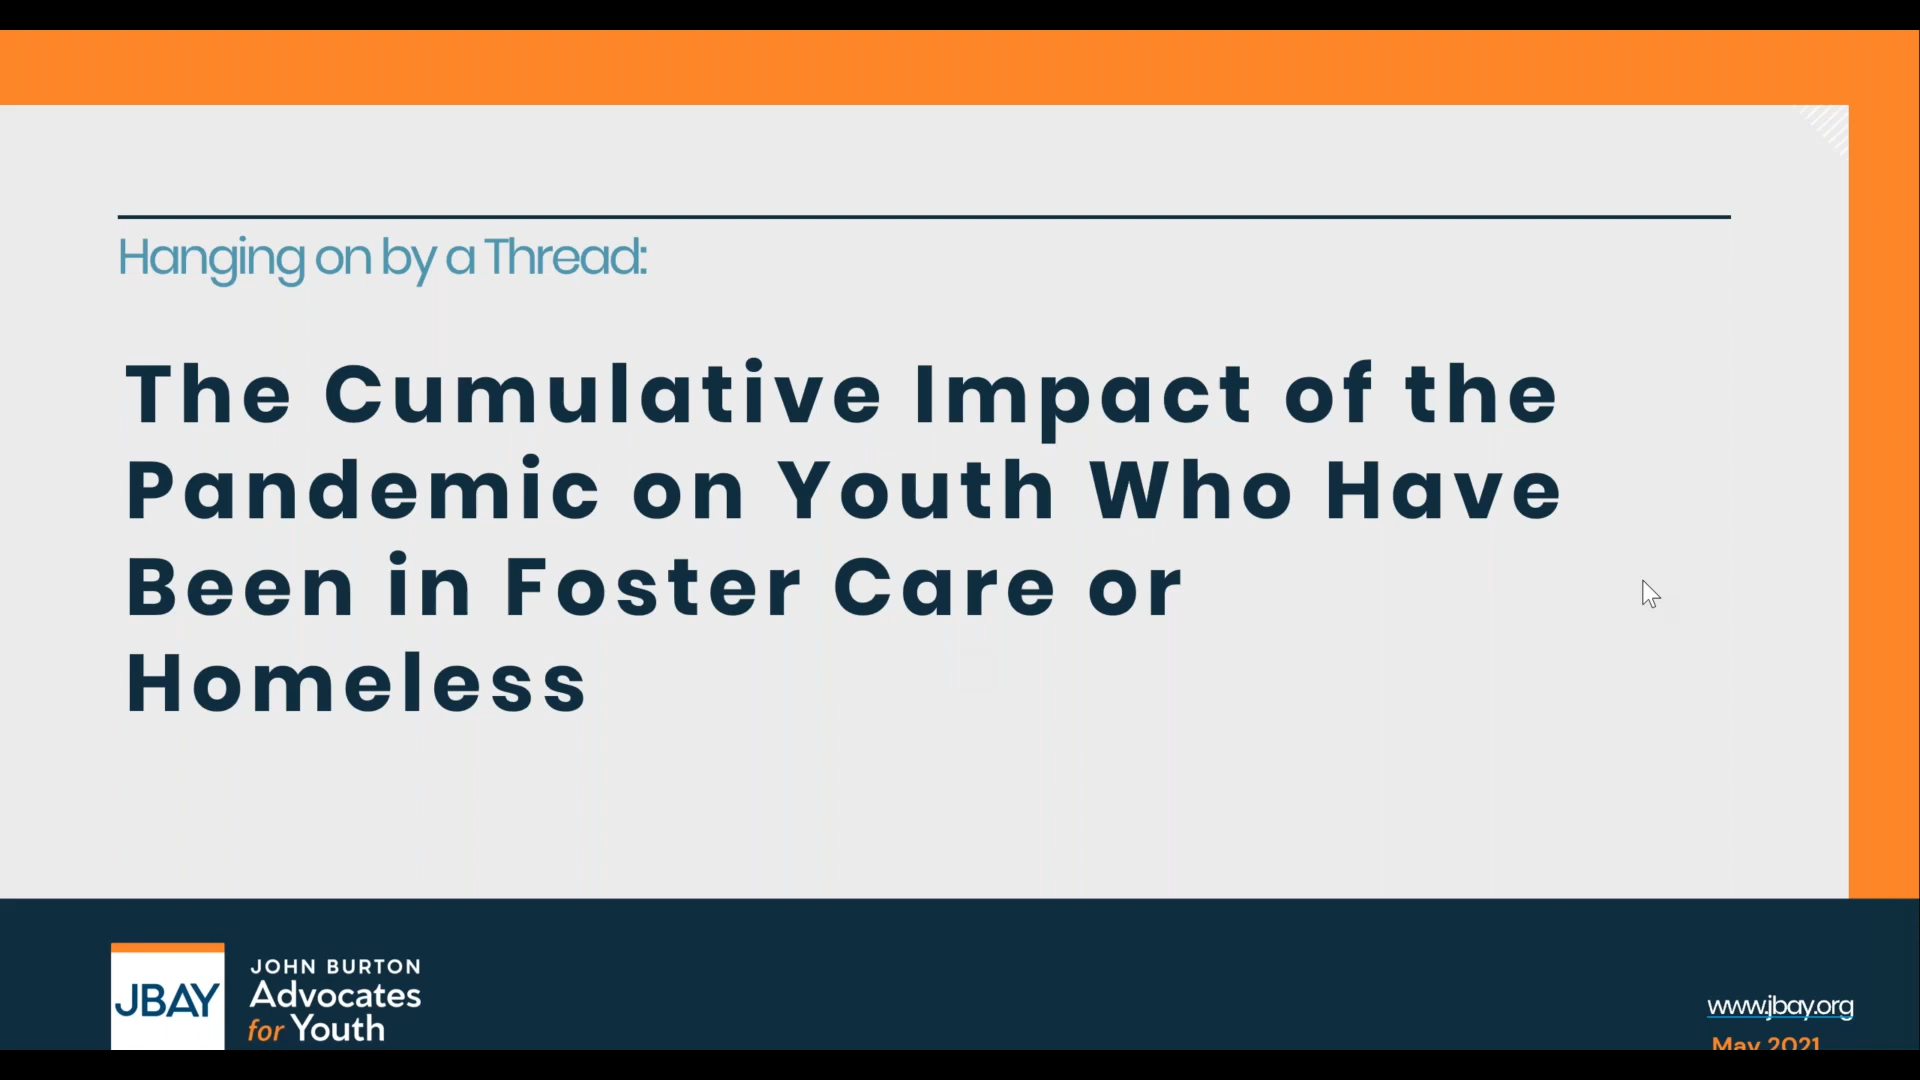 Hanging on by a Thread:
The Cumulative Impact of the
Pandemic on Youth Who Have
Been in Foster Care or
Homeless
JBAY
JOHN BURTON
Advocates
for Youth
www.jbay.org
May 2021